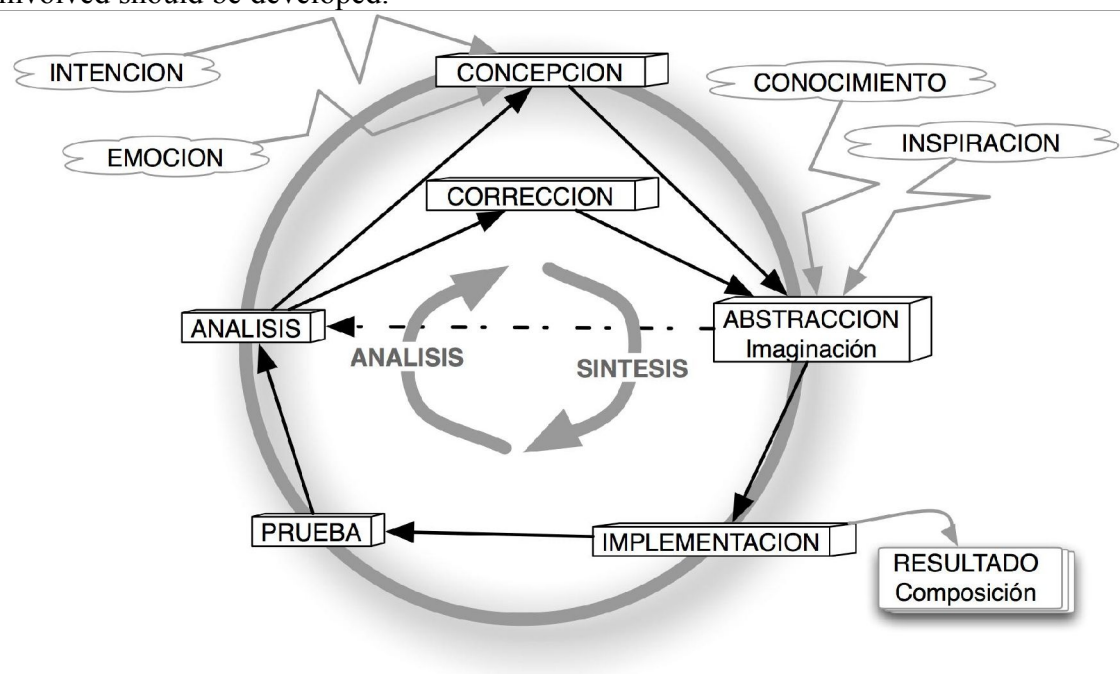 involved should be developed.
INTENCION
CONCEPCION
CONOCIMIENTO
EMOCION
INSPIRACION
CORRECCION
ANALISIS
ABSTRACCION
Imaginación
ANALISIS
SINTESIS
PRUEBA
IMPLEMENTACION
RESULTADO
Composición